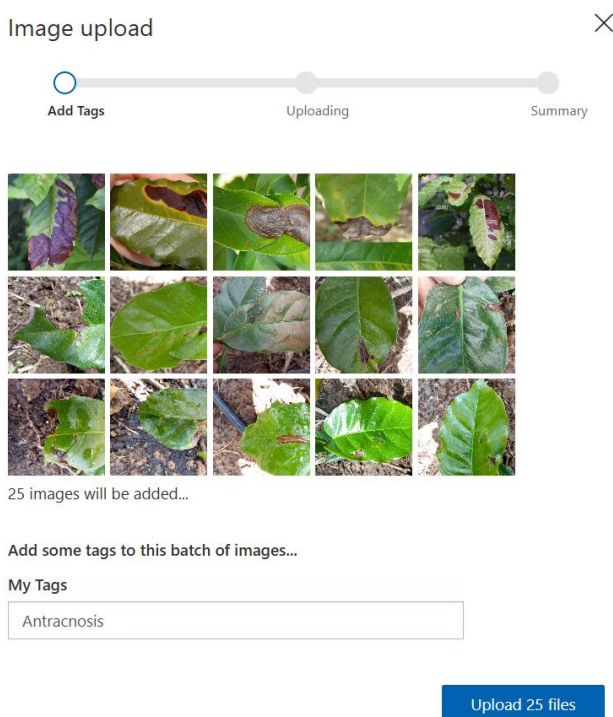 Image upload
Add Tags Uploading Summary
25 images will be added...
Add some tags to this batch of images...
My Tags
Antracnosis
Upload 25 files